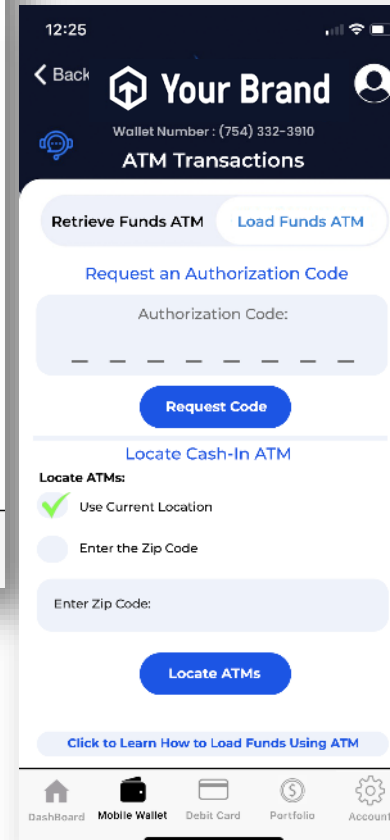 12:25
Back
Your Brand
Wallet Number : (754) 332-3910
ATM Transactions
Retrieve Funds ATM Load Funds ATM
Request an Authorization Code
Authorization Code:
_ _ _ _ _ _ _ _
Request Code
Locate Cash-In ATM
Locate ATMs:
Use Current Location
Enter the Zip Code
Enter Zip Code:
Locate ATMs
Click to Learn How to Load Funds Using ATM
DashBoard Mobile Wallet Debit Card Portfolio Account